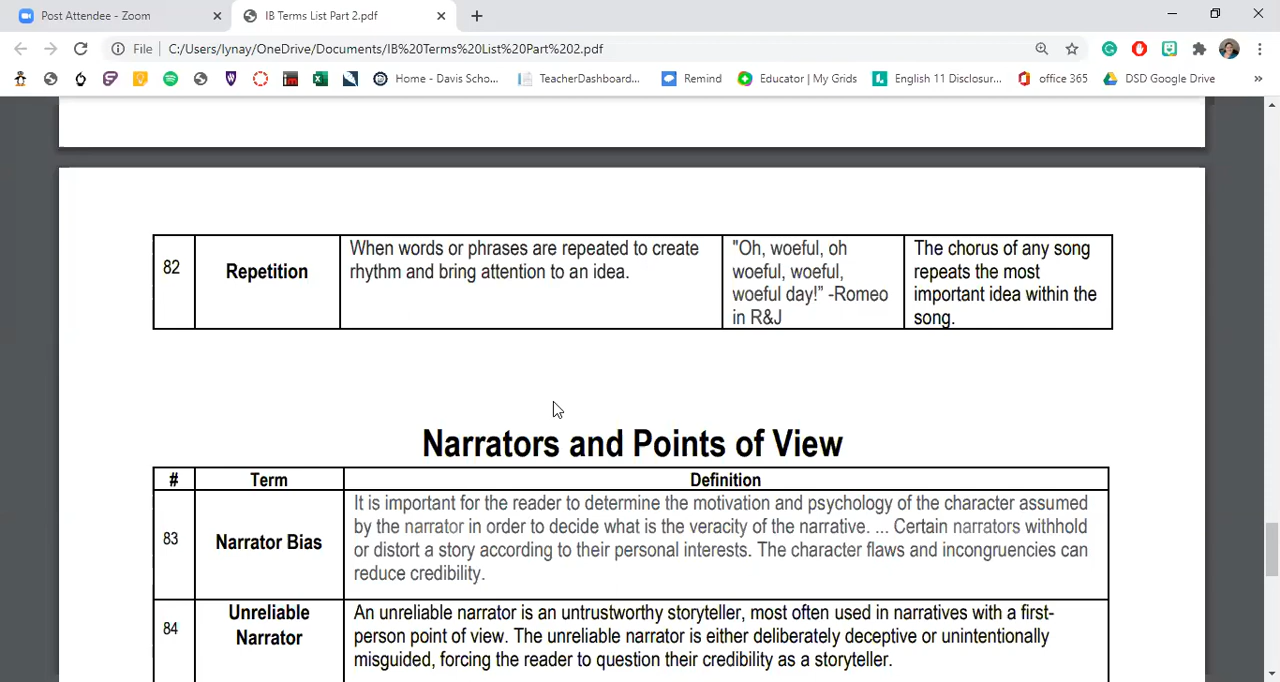 Post Attendee - Zoom
IB Terms List Part 2.pdf
File
C:/Users/lynay/OneDrive/Documents/IB%20Terms%20List%20Part%202.pdf
Home - Davis Scho...
TeacherDashboard...
Remind
Educator | My Grids
English 11 Disclosur...
office 365
DSD Google Drive
»
82
Repetition
When words or phrases are repeated to create
rhythm and bring attention to an idea.
"Oh, woeful, oh
woeful, woeful,
woeful day!” -Romeo
in R&J
The chorus of any song
repeats the most
important idea within the
song.
Narrators and Points of View
# Term Definition
83
Narrator Bias
It is important for the reader to determine the motivation and psychology of the character assumed
by the narrator in order to decide what is the veracity of the narrative. ... Certain narrators withhold
or distort a story according to their personal interests. The character flaws and incongruencies can
reduce credibility.
84
Unreliable
Narrator
An unreliable narrator is an untrustworthy storyteller, most often used in narratives with a first-
person point of view. The unreliable narrator is either deliberately deceptive or unintentionally
misguided, forcing the reader to question their credibility as a storyteller.